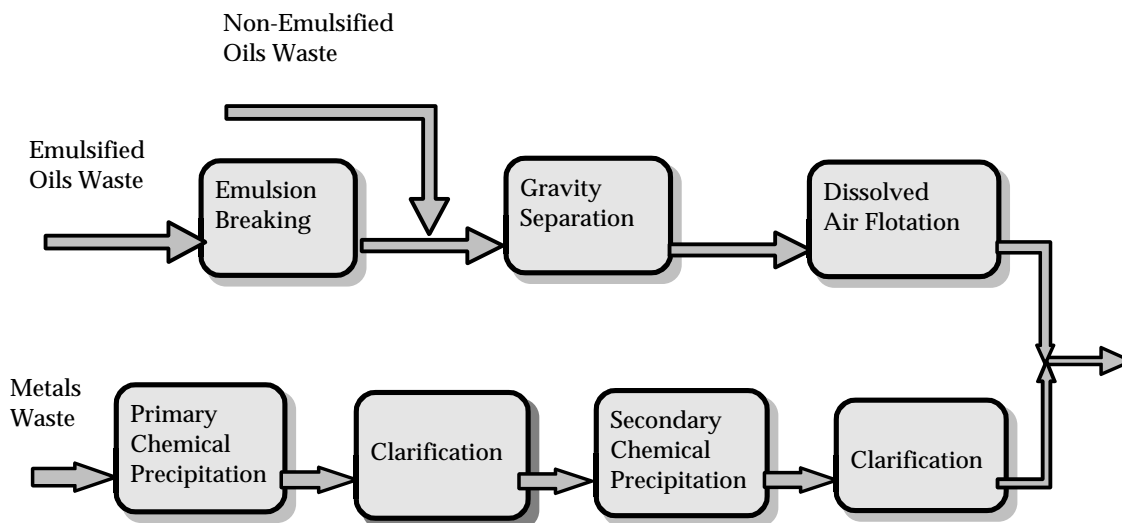 Non-Emulsified
Oils Waste
Emulsified
Oils Waste
Emulsion
Breaking
Gravity
Separation
Dissolved
Air Flotation
Metals
Waste
Primary
Chemical
Precipitation
Clarification
Secondary
Chemical
Precipitation
Clarification